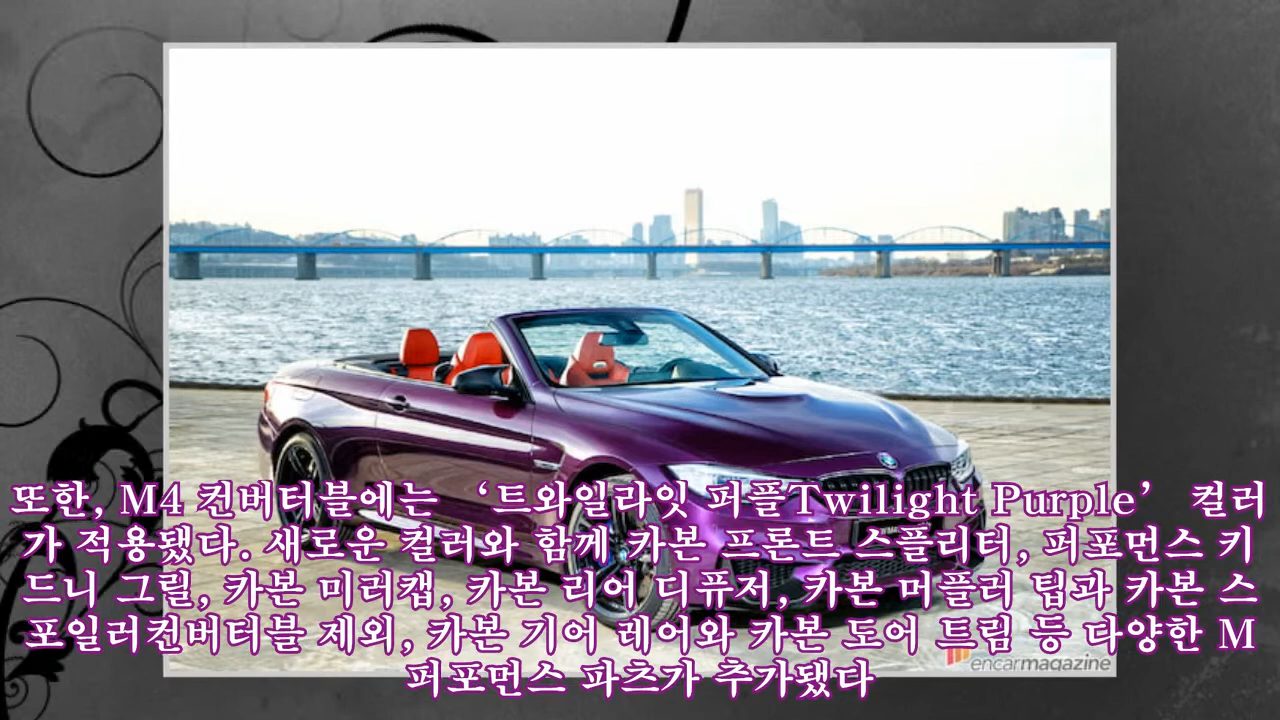 또한, M4 컨버터블에는 ‘트와일라잇 퍼플Twilight Purple’ 컬러
가 적용됐다. 새로운 컬러와 함께 카본 프론트 스플리터, 퍼포먼스 키
드니 그릴, 카본 미러캡, 카본 리어 디퓨저, 카본 머플러 팁과 카본 스
포일러컨버터블 제외, 카본 기어 레어와 카본 도어 트림 등 다양한 M
퍼포먼스 파츠가 추가됐다
encarmagazine